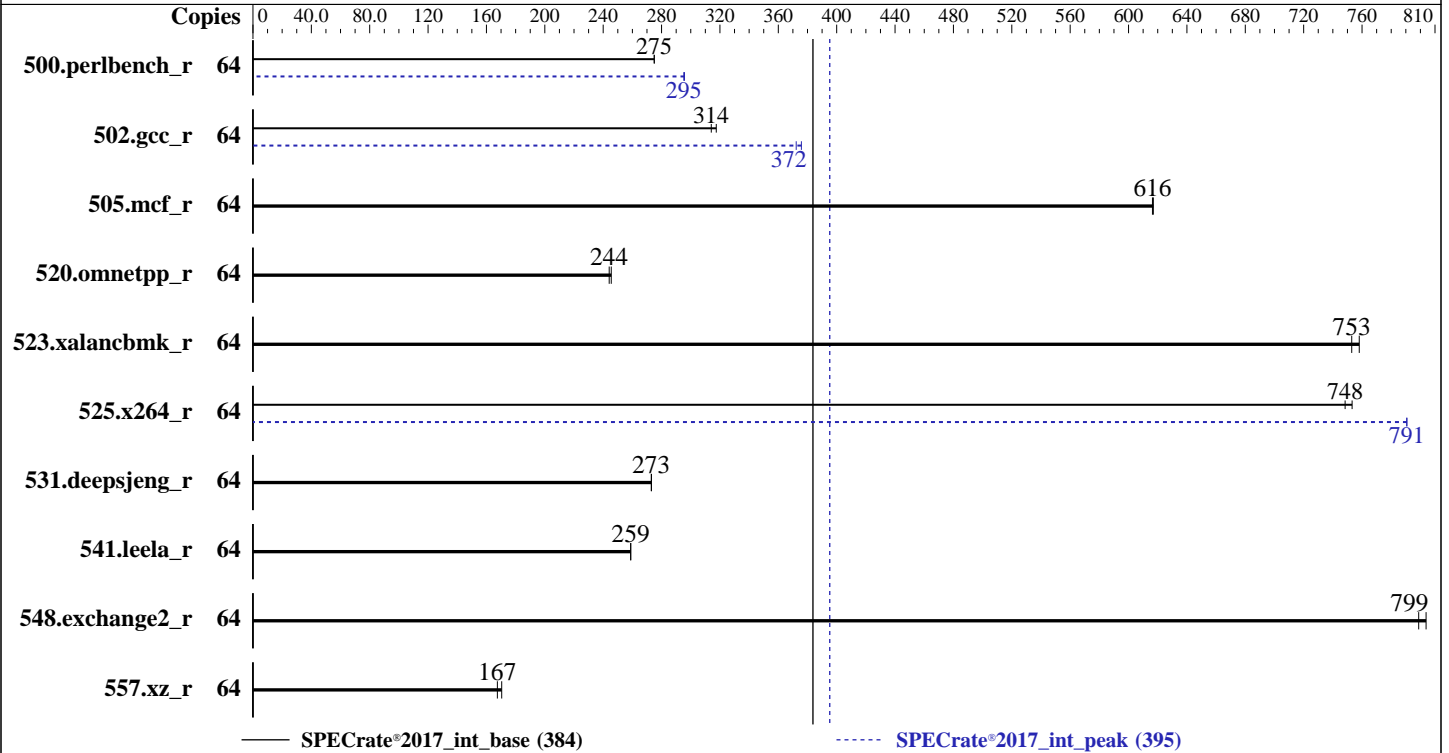 Copies 0 40.0 80.0 120 160 200 240 280 320 360 400 440 480 520 560 600 640 680 720 760 810
275
500.perlbench_r 64
295
314
502.gcc_r 64
372
616
505.mcf_r 64
244
520.omnetpp_r 64
753
523.xalancbmk_r 64
748
525.x264_r 64
791
273
531.deepsjeng_r 64
259
541.leela_r 64
799
548.exchange2_r 64
167
557.xz_r 64
SPECrate®2017_int_base (384) SPECrate®2017_int_peak (395)